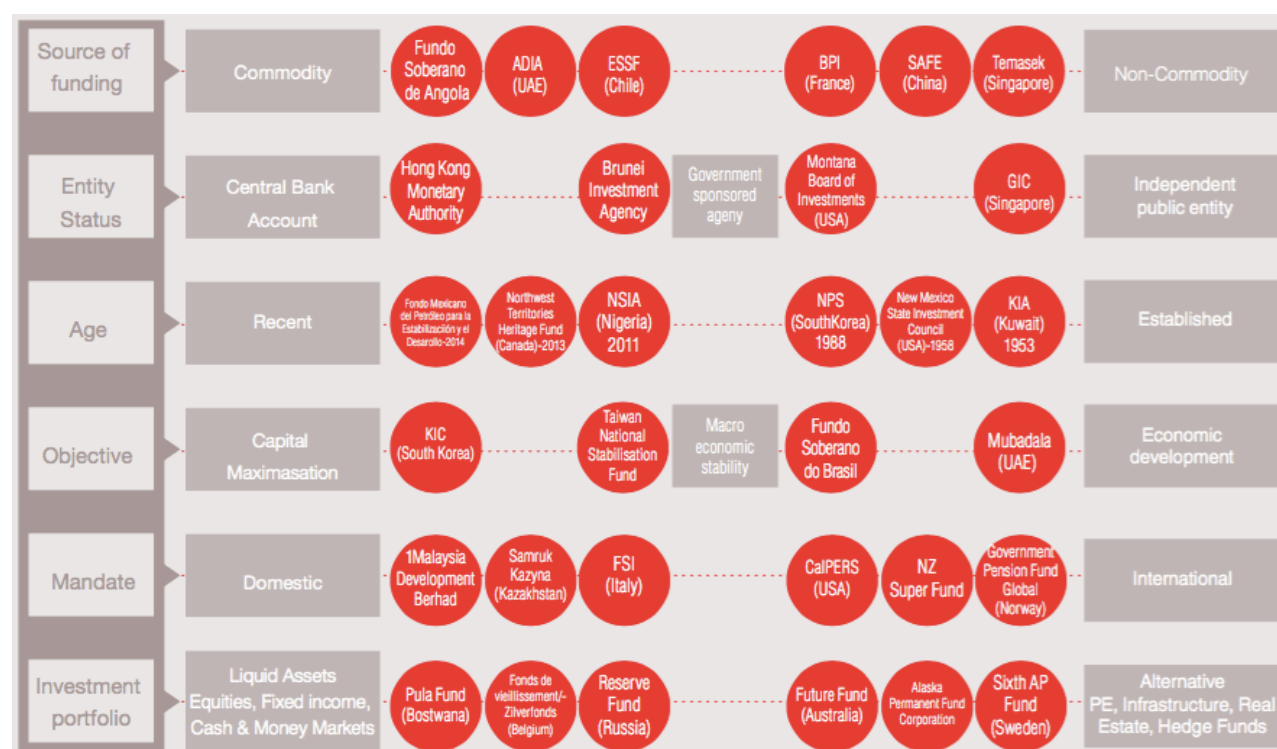 Source of
funding
Commodity
Fundo
Soberano
de Angola
ADIA
(UAE)
ESSF
(Chile)
BPI
(France)
SAFE
(China)
Temasek
(Singapore)
Non-Commodity
Entity
Status
Central Bank
Account
Hong Kong
Monetary
Authority
Brunei
Investment
Agency
Government
sponsored
ageny
Montana
Board of
Investments
(USA)
GIC
(Singapore)
Independent
public entity
Age
Recent
Fondo Mexicano
del Petróleo para la
Estabilizaciión y el
Desarollo-2014
Northwest
Territories
Heritage Fund
(Canada)-2013
NSIA
(Nigeria)
2011
NPS
(SouthKorea)
1988
New Mexico
State Investment
Council
(USA)-1958
KIA
(Kuwait)
1953
Established
Objective
Capital
Maximasation
KIC
(South Korea)
Taiwan
National
Stabilisation
Fund
Macro
economic
stability
Fundo
Soberano
do Brasil
Mubadala
(UAE)
Economic
development
Mandate
Domestic
1Malaysia
Development
Berhad
Samruk
Kazyna
(Kazakhstan)
FSI
(Italy)
CalPERS
(USA)
NZ
Super Fund
Government
Pension Fund
Global
(Norway)
International
Investment
portfolio
Liquid Assets
Equities, Fixed income,
Cash & Money Markets
Pula Fund
(Bostwana)
Fonds de
vieillissement/-
Zilverfonds
(Belgium)
Reserve
Fund
(Russia)
Future Fund
(Australia)
Alaska
Permanent Fund
Corporation
Sixth AP
Fund
(Sweden)
Alternative
PE, Infrastructure, Real
Estate, Hedge Funds